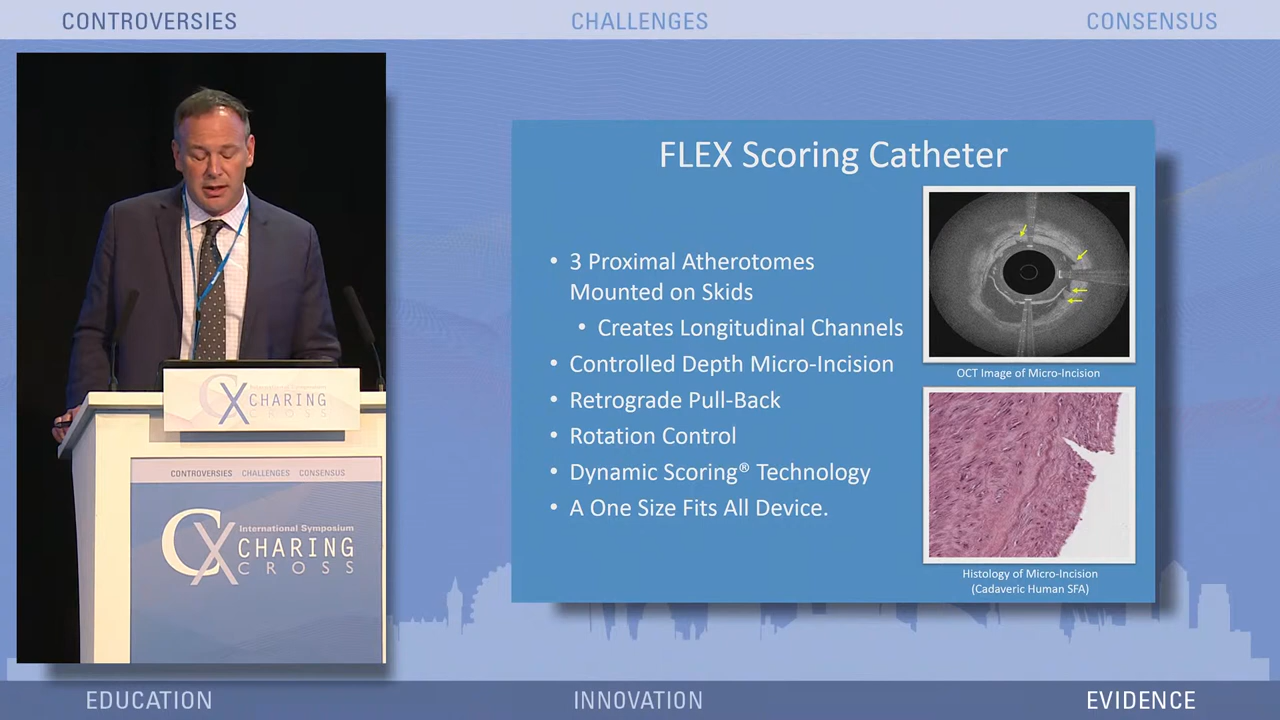 CONTROVERSIES
CHALLENGES
CONSENSUS
FLEX Scoring Catheter
• 3 Proximal Atherotomes
Mounted on Skids
• Creates Longitudinal Channels
• Controlled Depth Micro-Incision
• Retrograde Pull-Back
• Rotation Control
• Dynamic Scoring® Technology
• A One Size Fits All Device.
OCT Image of Micro-Incision
Histology of Micro-Incision
(Cadaveric Human SFA)
International Symposium
CX CHARING
CROSS
CONTROVERSIES CHALLENGES CONSENSUS
International Symposium
CX CHARING
CROSS
EDUCATION
INNOVATION
EVIDENCE